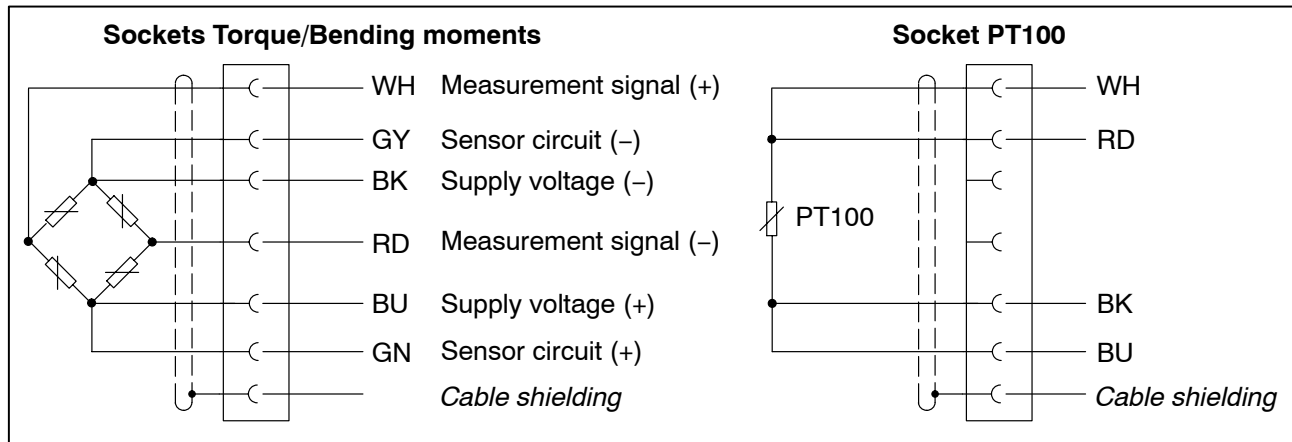 Sockets Torque/Bending moments
WH Measurement signal (+)
GY Sensor circuit (−)
BK Supply voltage (−)
RD Measurement signal (−)
BU Supply voltage (+)
GN Sensor circuit (+)
Cable shielding
Socket PT100
WH
RD
PT100
BK
BU
Cable shielding